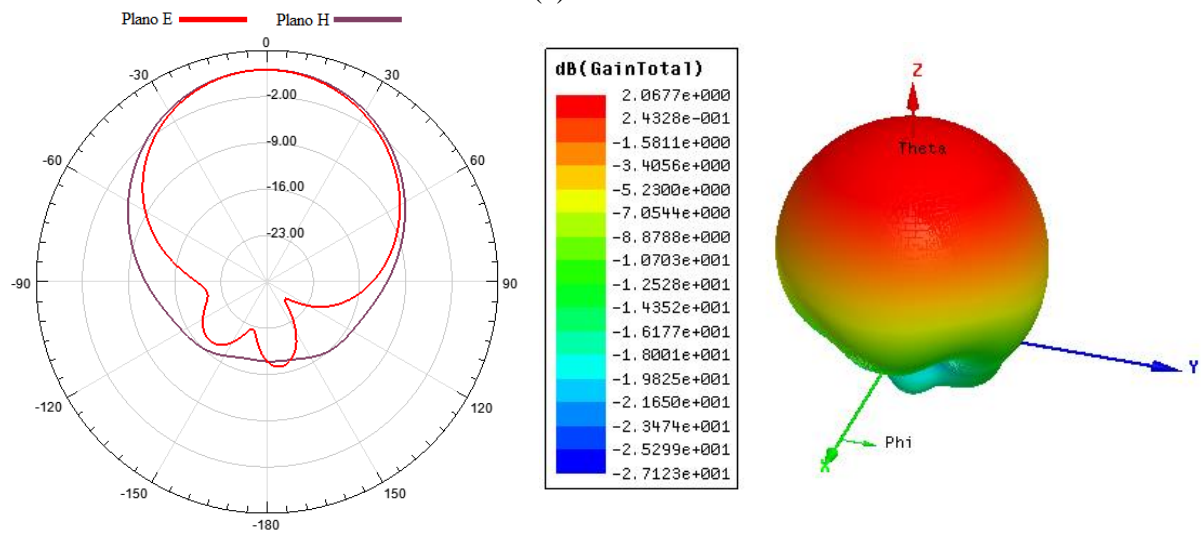 Plano E Plano H
0
-30 30
-2.00
-9.00
-60 60
-16.00
-23.00
-90 90
-120 120
-150 150
-180
dB(GainTotal)
2.0677e+000
2.4328e-001
-1.5811e+000
-3.4056e+000
-5.2300e+000
-7.0544e+000
-8.8788e+000
-1.0703e+001
-1.2528e+001
-1.4352e+001
-1.6177e+001
-1.8001e+001
-1.9825e+001
-2.1650e+001
-2.3474e+001
-2.5299e+001
-2.7123e+001
Z
Theta
Y
Phi
X